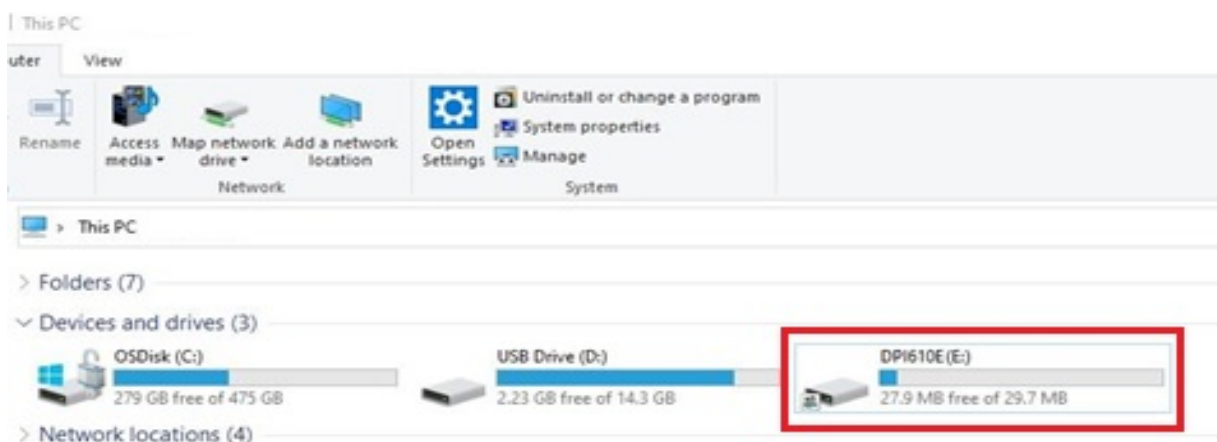 This PC
uter View
Rename
Access media
Map network drive
Add a network location
Open Settings
Uninstall or change a program
System properties
Manage
Network
System
> This PC
> Folders (7)
Devices and drives (3)
OSDisk (C:)
279 GB free of 475 GB
USB Drive (D:)
2.23 GB free of 14.3 GB
DPI610E(E:)
27.9 MB free of 29.7 MB
> Network locations (4)